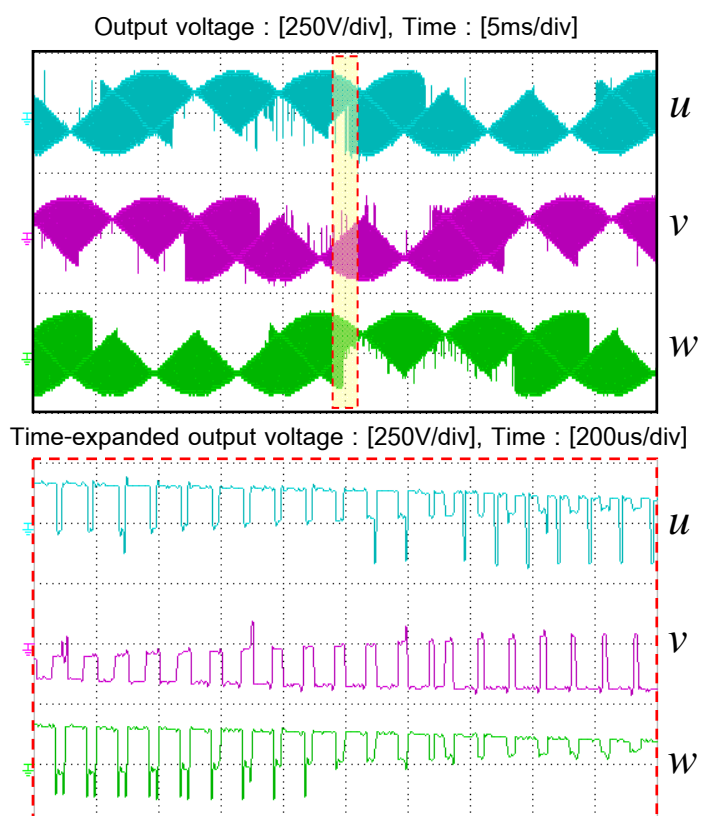 Output voltage : [250V/div], Time : [5ms/div]
u
v
w
Time-expanded output voltage : [250V/div], Time : [200us/div]
u
v
w